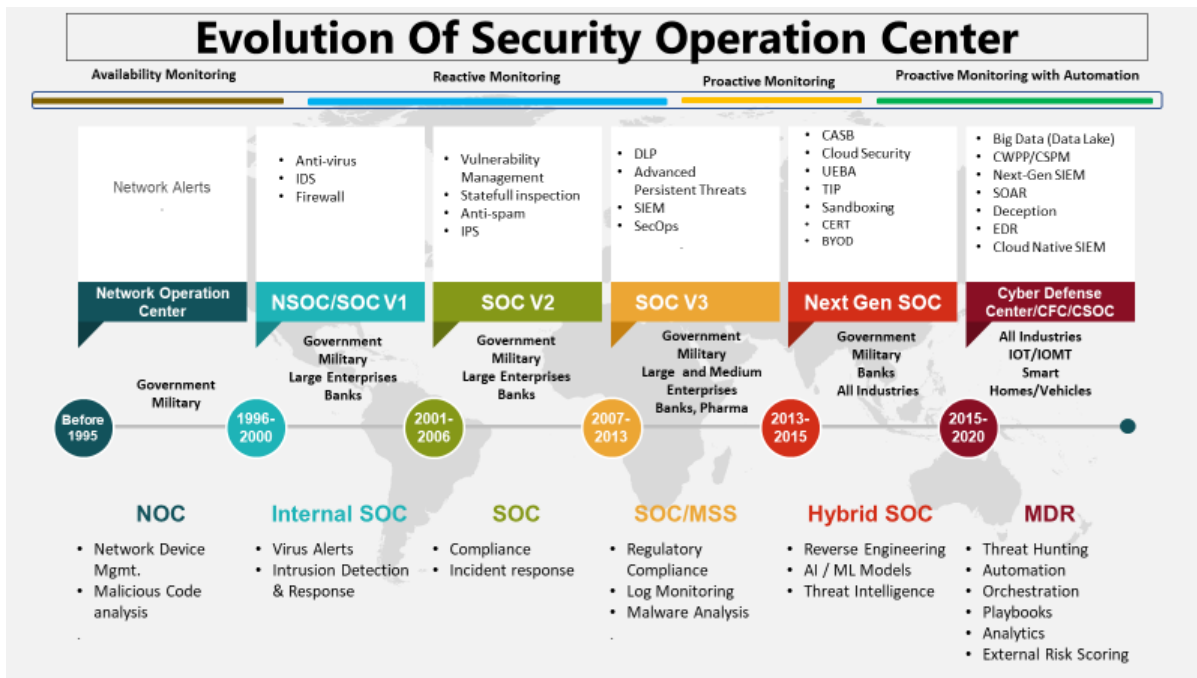 Evolution Of Security Operation Center
Availability Monitoring
Reactive Monitoring
Proactive Monitoring
Proactive Monitoring with Automation
Network Alerts
.
• Anti-virus
• IDS
• Firewall
• Vulnerability
Management
• Statefull inspection
• Anti-spam
• IPS
• DLP
• Advanced
Persistent Threats
• SIEM
• SecOps
.
• CASB
• Cloud Security
• UEBA
• TIP
• Sandboxing
• CERT
• BYOD
• Big Data (Data Lake)
• CWPP/CSPM
• Next-Gen SIEM
• SOAR
• Deception
• EDR
• Cloud Native SIEM
Network Operation
Center
NSOC/SOC V1
SOC V2
SOC V3
Next Gen SOC
Cyber Defense
Center/CFC/CSOC
Government
Military
Government
Military
Large Enterprises
Banks
Government
Military
Large Enterprises
Banks
Government
Military
Large and Medium
Enterprises
Banks, Pharma
Government
Military
Banks
All Industries
All Industries
IOT/IOMT
Smart
Homes/Vehicles
Before
1995
1996-
2000
2001-
2006
2007-
2013
2013-
2015
2015-
2020
NOC
• Network Device
Mgmt.
• Malicious Code
analysis
.
Internal SOC
• Virus Alerts
• Intrusion Detection
& Response
SOC
• Compliance
• Incident response
SOC/MSS
• Regulatory
Compliance
• Log Monitoring
• Malware Analysis
.
Hybrid SOC
• Reverse Engineering
• AI / ML Models
• Threat Intelligence
MDR
• Threat Hunting
• Automation
• Orchestration
• Playbooks
• Analytics
• External Risk Scoring